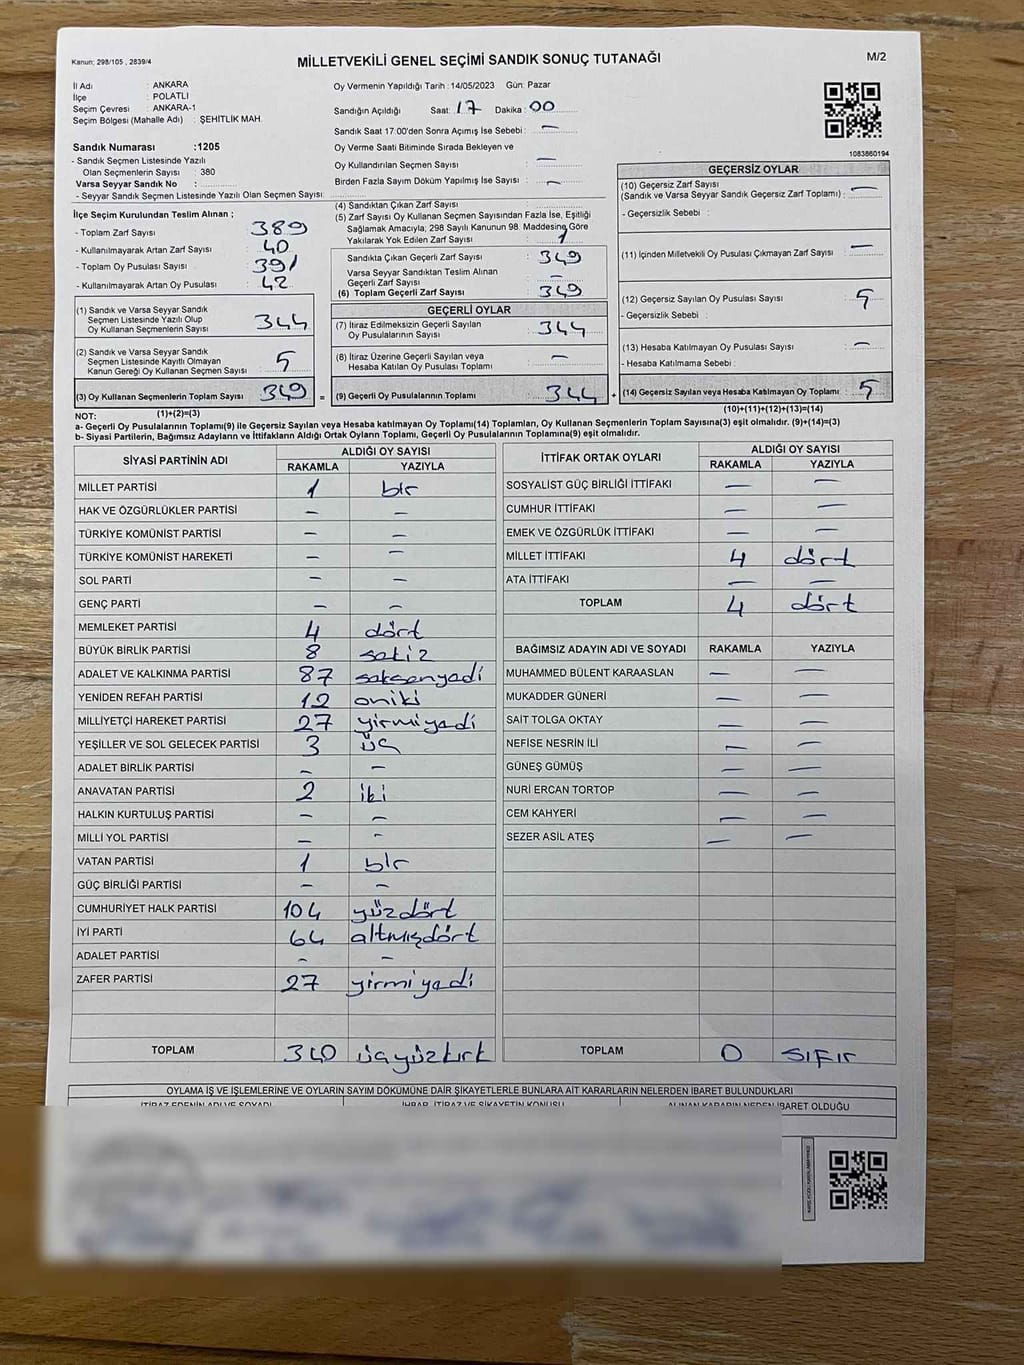 Kanun; 298/105 , 2839/4
MİLLETVEKİLİ GENEL SEÇİMİ SANDIK SONUÇ TUTANAĞI
M/2
İl Adı : ANKARA
İlçe : POLATLI
Seçim Çevresi : ANKARA-1
Seçim Bölgesi (Mahalle Adı) : ŞEHİTLİK MAH.
Sandık Numarası :1205
- Sandık Seçmen Listesinde Yazılı
Olan Seçmenlerin Sayısı : 380
Varsa Seyyar Sandık No :
- Seyyar Sandık Seçmen Listesinde Yazılı Olan Seçmen Sayısı:
Oy Vermenin Yapıldığı Tarih : 14/05/2023 Gün: Pazar
Sandığın Açıldığı Saat: 17 Dakika : 00
Sandık Saat 17:00'den Sonra Açımış İse Sebebi : —
Oy Verme Saati Bitiminde Sırada Bekleyen ve
Oy Kullandırılan Seçmen Sayısı : —
Birden Fazla Sayım Döküm Yapılmış İse Sayısı : —
1083860194
İlçe Seçim Kurulundan Teslim Alınan ;
- Toplam Zarf Sayısı : 389
- Kullanılmayarak Artan Zarf Sayısı : 40
- Toplam Oy Pusulası Sayısı : 391
- Kullanılmayarak Artan Oy Pusulası : 42
(1) Sandık ve Varsa Seyyar Sandık
Seçmen Listesinde Yazılı Olup
Oy Kullanan Seçmenlerin Sayısı : 344
(2) Sandık ve Varsa Seyyar Sandık
Seçmen Listesinde Kayıtlı Olmayan
Kanun Gereği Oy Kullanan Seçmen Sayısı : 5
(3) Oy Kullanan Seçmenlerin Toplam Sayısı : 349 =
(4) Sandıktan Çıkan Zarf Sayısı :
(5) Zarf Sayısı Oy Kullanan Seçmen Sayısından Fazla İse, Eşitliği
Sağlamak Amacıyla; 298 Sayılı Kanunun 98. Maddesine Göre
Yakılarak Yok Edilen Zarf Sayısı : 1
Sandıkta Çıkan Geçerli Zarf Sayısı : 349
Varsa Seyyar Sandıktan Teslim Alınan
Geçerli Zarf Sayısı : —
(6) Toplam Geçerli Zarf Sayısı : 349
GEÇERLİ OYLAR
(7) İtiraz Edilmeksizin Geçerli Sayılan
Oy Pusulalarının Sayısı : 344
(8) İtiraz Üzerine Geçerli Sayılan veya
Hesaba Katılan Oy Pusulası Toplamı : —
(9) Geçerli Oy Pusulalarının Toplamı : 344 +
GEÇERSİZ OYLAR
(10) Geçersiz Zarf Sayısı
(Sandık ve Varsa Seyyar Sandık Geçersiz Zarf Toplamı) : —
- Geçersizlik Sebebi :
(11) İçinden Milletvekili Oy Pusulası Çıkmayan Zarf Sayısı : —
(12) Geçersiz Sayılan Oy Pusulası Sayısı : 5
- Geçersizlik Sebebi :
(13) Hesaba Katılmayan Oy Pusulası Sayısı : —
- Hesaba Katılmama Sebebi :
(14) Geçersiz Sayılan veya Hesaba Katılmayan Oy Toplamı : 5
NOT: (1)+(2)=(3) (10)+(11)+(12)+(13)=(14)
a- Geçerli Oy Pusulalarının Toplamı(9) ile Geçersiz Sayılan veya Hesaba katılmayan Oy Toplamı(14) Toplamları, Oy Kullanan Seçmenlerin Toplam Sayısına(3) eşit olmalıdır. (9)+(14)=(3)
b- Siyasi Partilerin, Bağımsız Adayların ve İttifakların Aldığı Ortak Oyların Toplamı, Geçerli Oy Pusulalarının Toplamına(9) eşit olmalıdır.
SİYASİ PARTİNİN ADI ALDIĞI OY SAYISI
RAKAMLA YAZIYLA
MİLLET PARTİSİ 1 bir
HAK VE ÖZGÜRLÜKLER PARTİSİ — —
TÜRKİYE KOMÜNİST PARTİSİ — —
TÜRKİYE KOMÜNİST HAREKETİ — —
SOL PARTİ — —
GENÇ PARTİ — —
MEMLEKET PARTİSİ 4 dört
BÜYÜK BİRLİK PARTİSİ 8 sekiz
ADALET VE KALKINMA PARTİSİ 87 seksenyedi
YENİDEN REFAH PARTİSİ 12 oniki
MİLLİYETÇİ HAREKET PARTİSİ 27 yirmiyedi
YEŞİLLER VE SOL GELECEK PARTİSİ 3 üç
ADALET BİRLİK PARTİSİ — —
ANAVATAN PARTİSİ 2 iki
HALKIN KURTULUŞ PARTİSİ — —
MİLLİ YOL PARTİSİ — —
VATAN PARTİSİ 1 bir
GÜÇ BİRLİĞİ PARTİSİ — —
CUMHURİYET HALK PARTİSİ 104 yüzdört
İYİ PARTİ 64 altmışdört
ADALET PARTİSİ — —
ZAFER PARTİSİ 27 yirmiyedi
TOPLAM 340 üçyüzkırk
İTTİFAK ORTAK OYLARI ALDIĞI OY SAYISI
RAKAMLA YAZIYLA
SOSYALİST GÜÇ BİRLİĞİ İTTİFAKI — —
CUMHUR İTTİFAKI — —
EMEK VE ÖZGÜRLÜK İTTİFAKI — —
MİLLET İTTİFAKI 4 dört
ATA İTTİFAKI — —
TOPLAM 4 dört
BAĞIMSIZ ADAYIN ADI VE SOYADI RAKAMLA YAZIYLA
MUHAMMED BÜLENT KARAASLAN — —
MUKADDER GÜNERİ — —
SAİT TOLGA OKTAY — —
NEFİSE NESRİN İLİ — —
GÜNEŞ GÜMÜŞ — —
NURİ ERCAN TORTOP — —
CEM KAHYERİ — —
SEZER ASİL ATEŞ — —
TOPLAM 0 sıfır
OYLAMA İŞ VE İŞLEMLERİNE VE OYLARIN SAYIM DÖKÜMÜNE DAİR ŞİKAYETLERLE BUNLARA AİT KARARLARIN NELERDEN İBARET BULUNDUKLARI
İTİRAZ EDENİN ADI VE SOYADI İHBAR, İTİRAZ VE ŞİKAYETİN KONUSU ALINAN KARARIN NEDEN İBARET OLDUĞU